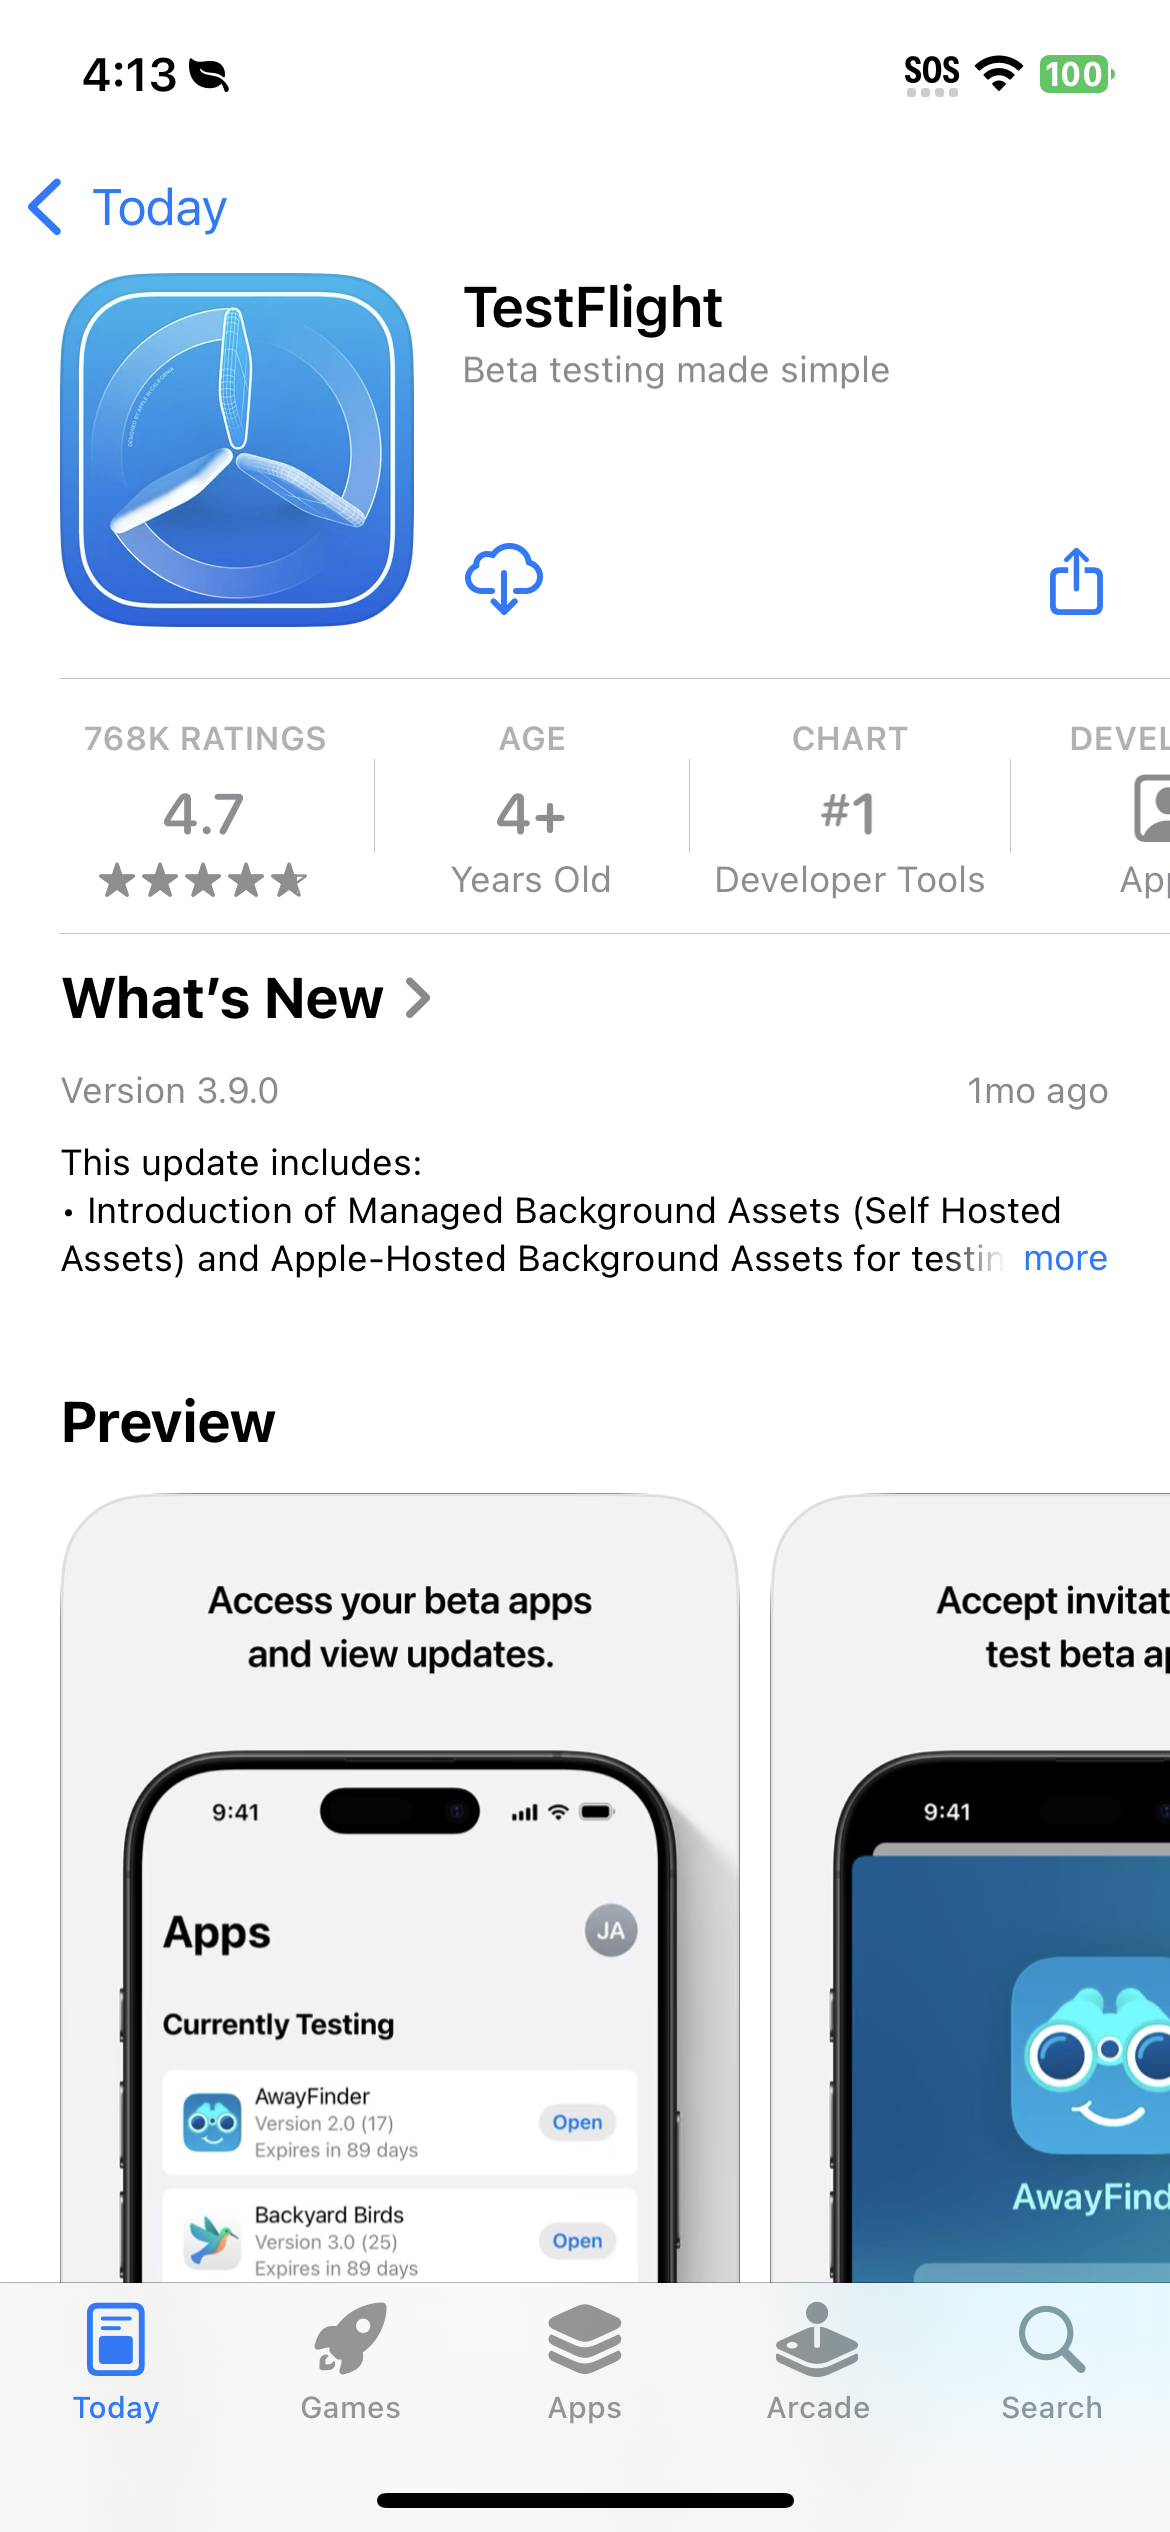 4:13
SOS
100
Today
TestFlight
Beta testing made simple
DESIGNED BY APPLE IN CALIFORNIA
768K RATINGS
4.7
AGE
4+
Years Old
CHART
#1
Developer Tools
DEVEL
App
What’s New
Version 3.9.0
1mo ago
This update includes:
• Introduction of Managed Background Assets (Self Hosted
Assets) and Apple-Hosted Background Assets for testin more
Preview
Access your beta apps
and view updates.
9:41
Apps
JA
Currently Testing
AwayFinder
Version 2.0 (17)
Expires in 89 days
Open
Backyard Birds
Version 3.0 (25)
Expires in 89 days
Open
Accept invitat
test beta ap
9:41
AwayFind
Today
Games
Apps
Arcade
Search